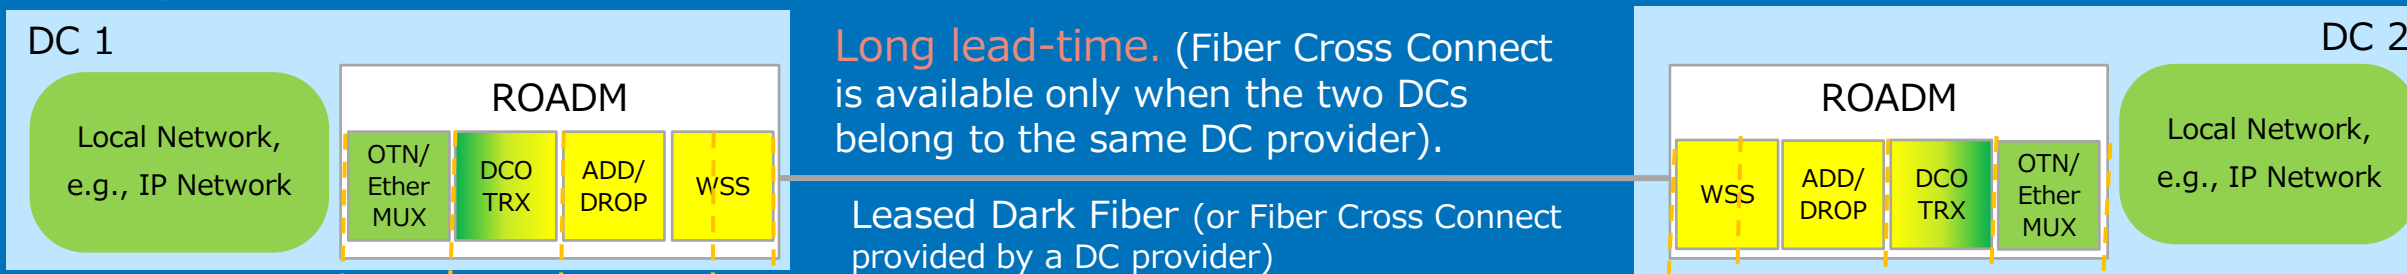 DC 1
Local Network,
e.g., IP Network
ROADM
OTN/
Ether
MUX
DCO
TRX
ADD/
DROP
WSS
Long lead-time. (Fiber Cross Connect
is available only when the two DCs
belong to the same DC provider).
Leased Dark Fiber (or Fiber Cross Connect
provided by a DC provider)
DC 2
ROADM
WSS
ADD/
DROP
DCO
TRX
OTN/
Ether
MUX
Local Network,
e.g., IP Network